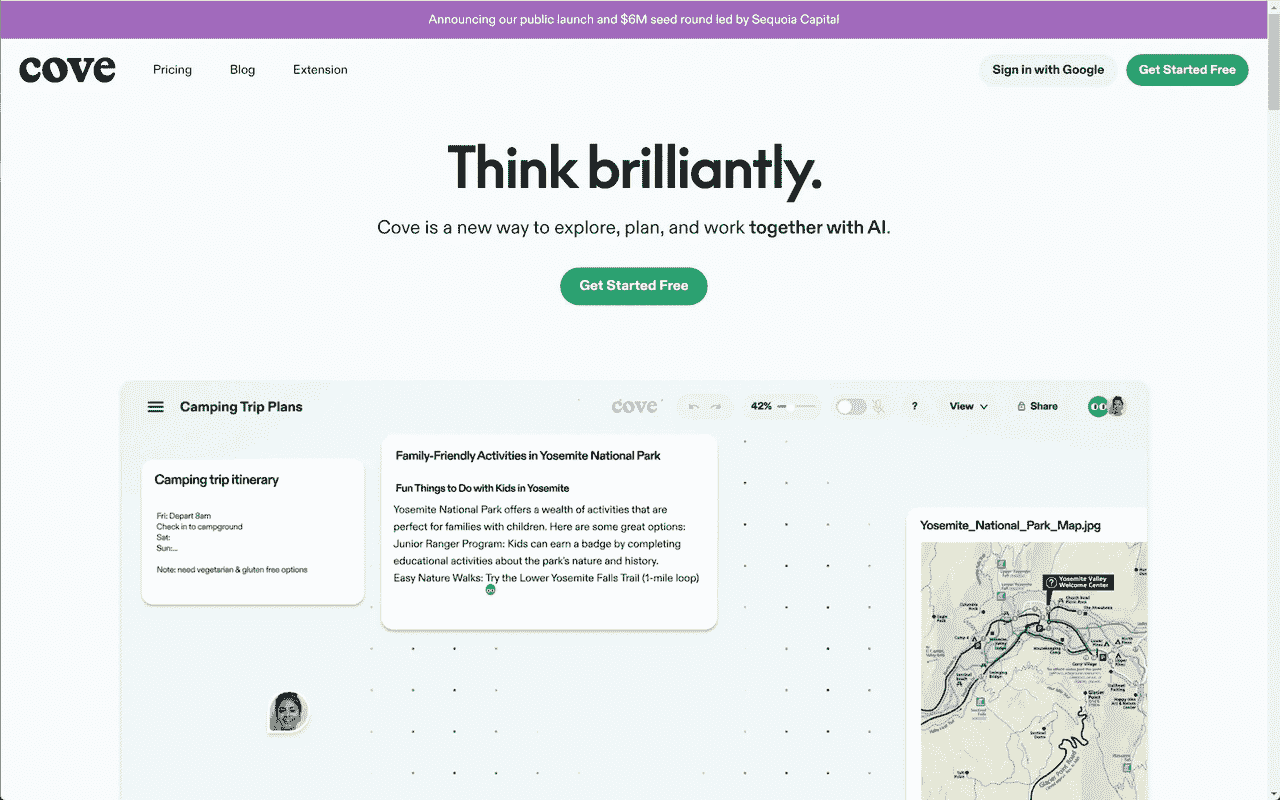 Announcing our public launch and $6M seed round led by Sequoia Capital
cove
Pricing
Blog
Extension
Sign in with Google
Get Started Free
Think brilliantly.
Cove is a new way to explore, plan, and work together with AI.
Get Started Free
Camping Trip Plans
cove
42%
?
View
Share
Camping trip itinerary
Fri: Depart 8am
Check in to campground
Sat:
Sun:...
Note: need vegetarian & gluten free options
Family-Friendly Activities in Yosemite National Park
Fun Things to Do with Kids in Yosemite
Yosemite National Park offers a wealth of activities that are
perfect for families with children. Here are some great options:
Junior Ranger Program: Kids can earn a badge by completing
educational activities about the park's nature and history.
Easy Nature Walks: Try the Lower Yosemite Falls Trail (1-mile loop)
Yosemite_National_Park_Map.jpg
Yosemite Valley
Welcome Center
Glacier
Point
Glacier Point Road